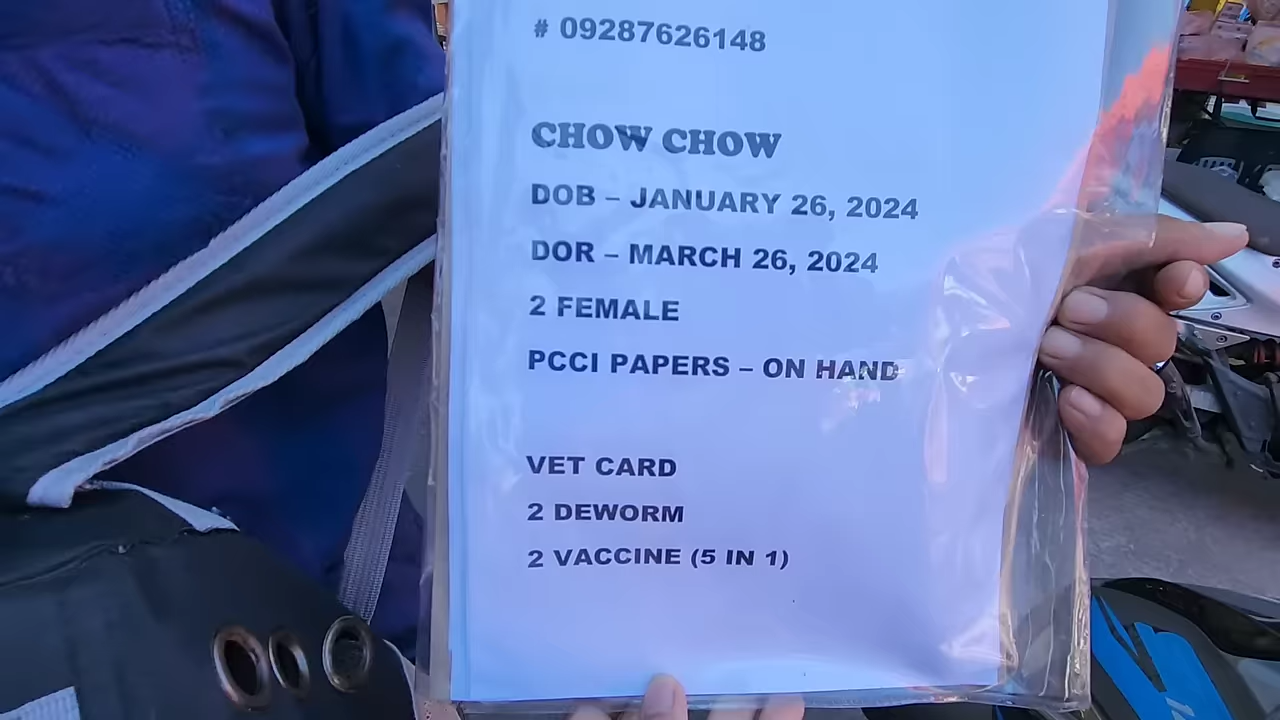 # 09287626148
CHOW CHOW
DOB – JANUARY 26, 2024
DOR – MARCH 26, 2024
2 FEMALE
PCCI PAPERS – ON HAND
VET CARD
2 DEWORM
2 VACCINE (5 IN 1)